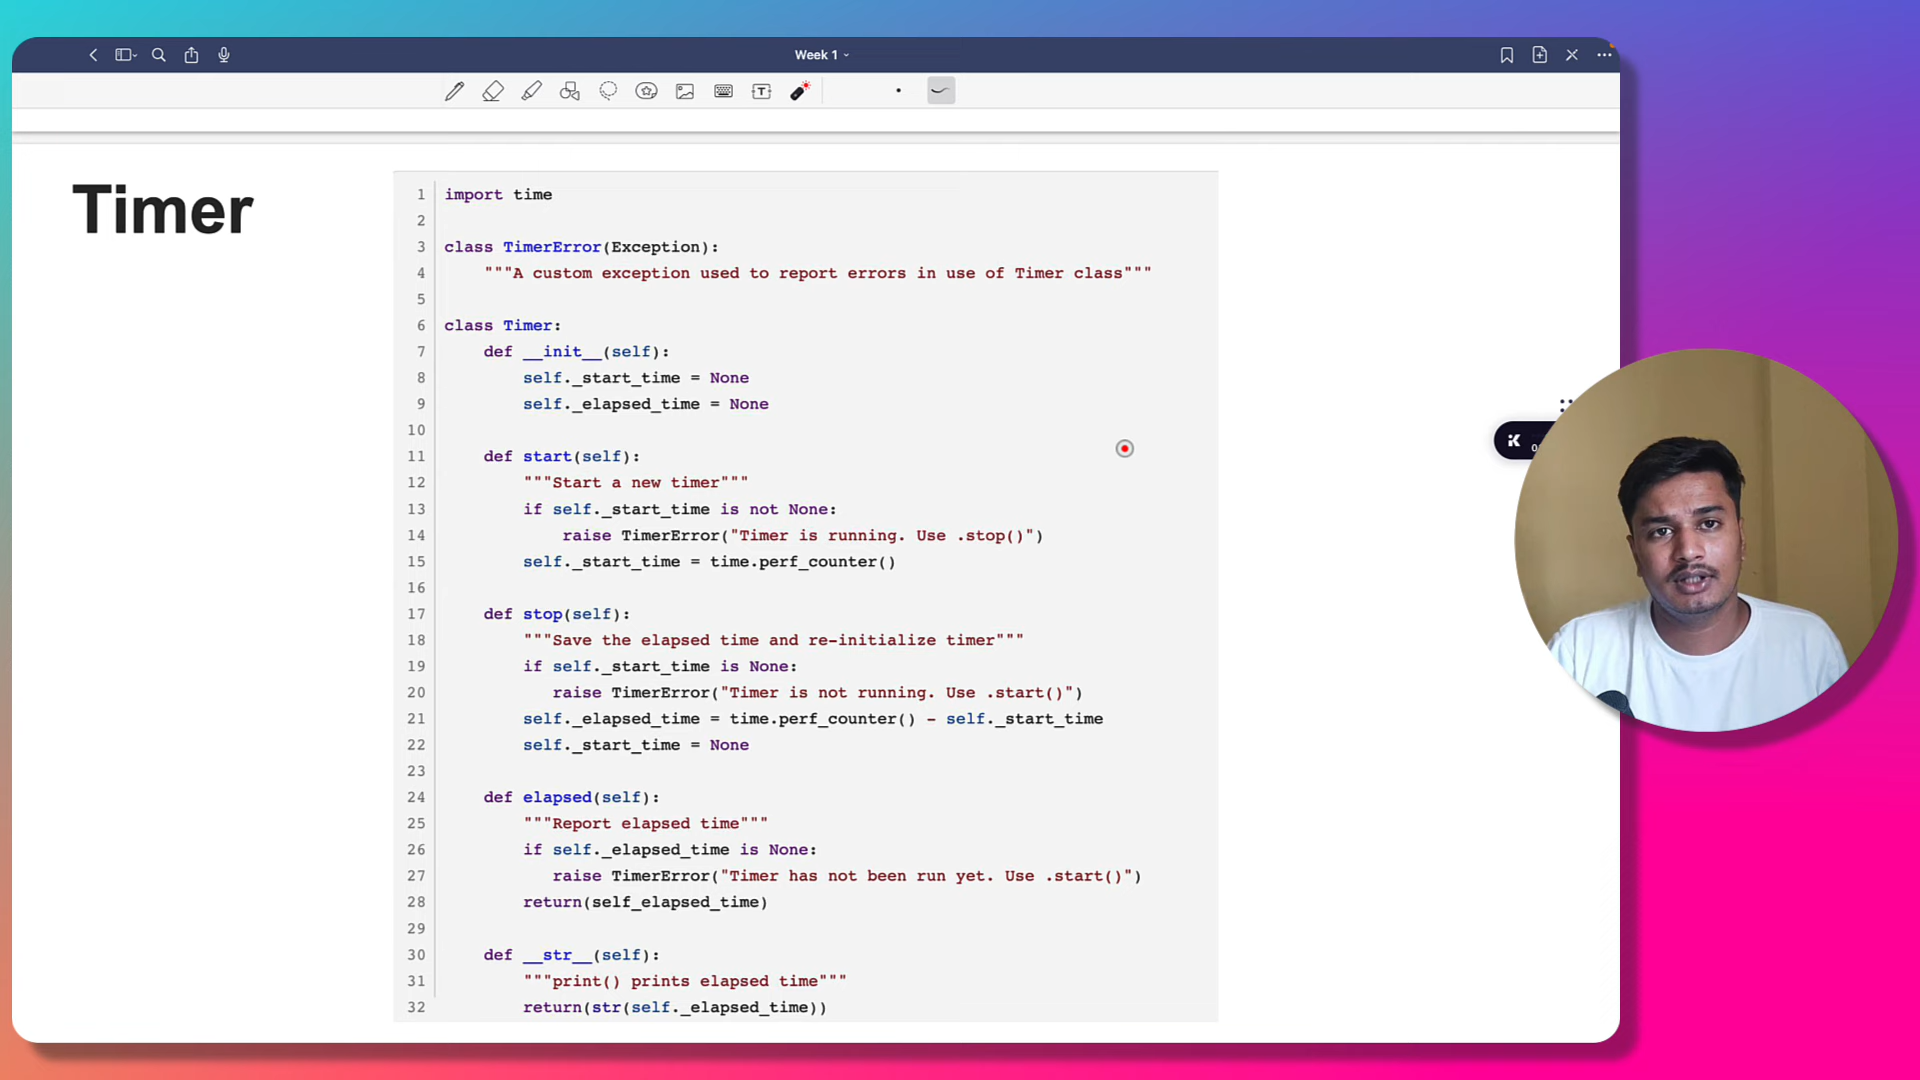 Week 1
Timer
1 import time
2
3 class TimerError(Exception):
4     """A custom exception used to report errors in use of Timer class"""
5
6 class Timer:
7     def __init__(self):
8         self._start_time = None
9         self._elapsed_time = None
10
11     def start(self):
12         """Start a new timer"""
13         if self._start_time is not None:
14             raise TimerError("Timer is running. Use .stop()")
15         self._start_time = time.perf_counter()
16
17     def stop(self):
18         """Save the elapsed time and re-initialize timer"""
19         if self._start_time is None:
20            raise TimerError("Timer is not running. Use .start()")
21         self._elapsed_time = time.perf_counter() - self._start_time
22         self._start_time = None
23
24     def elapsed(self):
25         """Report elapsed time"""
26         if self._elapsed_time is None:
27            raise TimerError("Timer has not been run yet. Use .start()")
28         return(self_elapsed_time)
29
30     def __str__(self):
31         """print() prints elapsed time"""
32         return(str(self._elapsed_time))